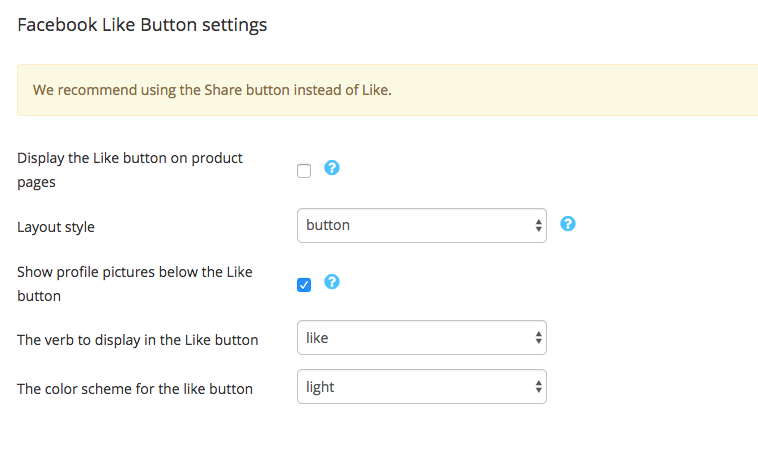 Facebook Like Button settings
We recommend using the Share button instead of Like.
Display the Like button on product
pages
?
Layout style
button
?
Show profile pictures below the Like
button
?
The verb to display in the Like button
like
The color scheme for the like button
light